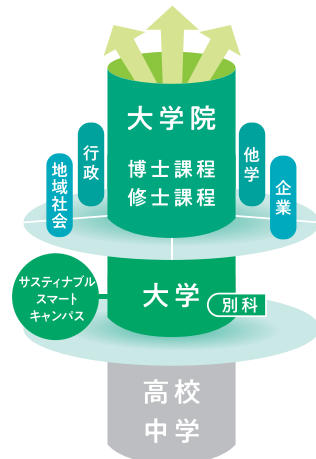 大学院
博士課程
修士課程
地域社会
行政
他学
企業
サスティナブル
スマート
キャンパス
大学
別科
高校
中学